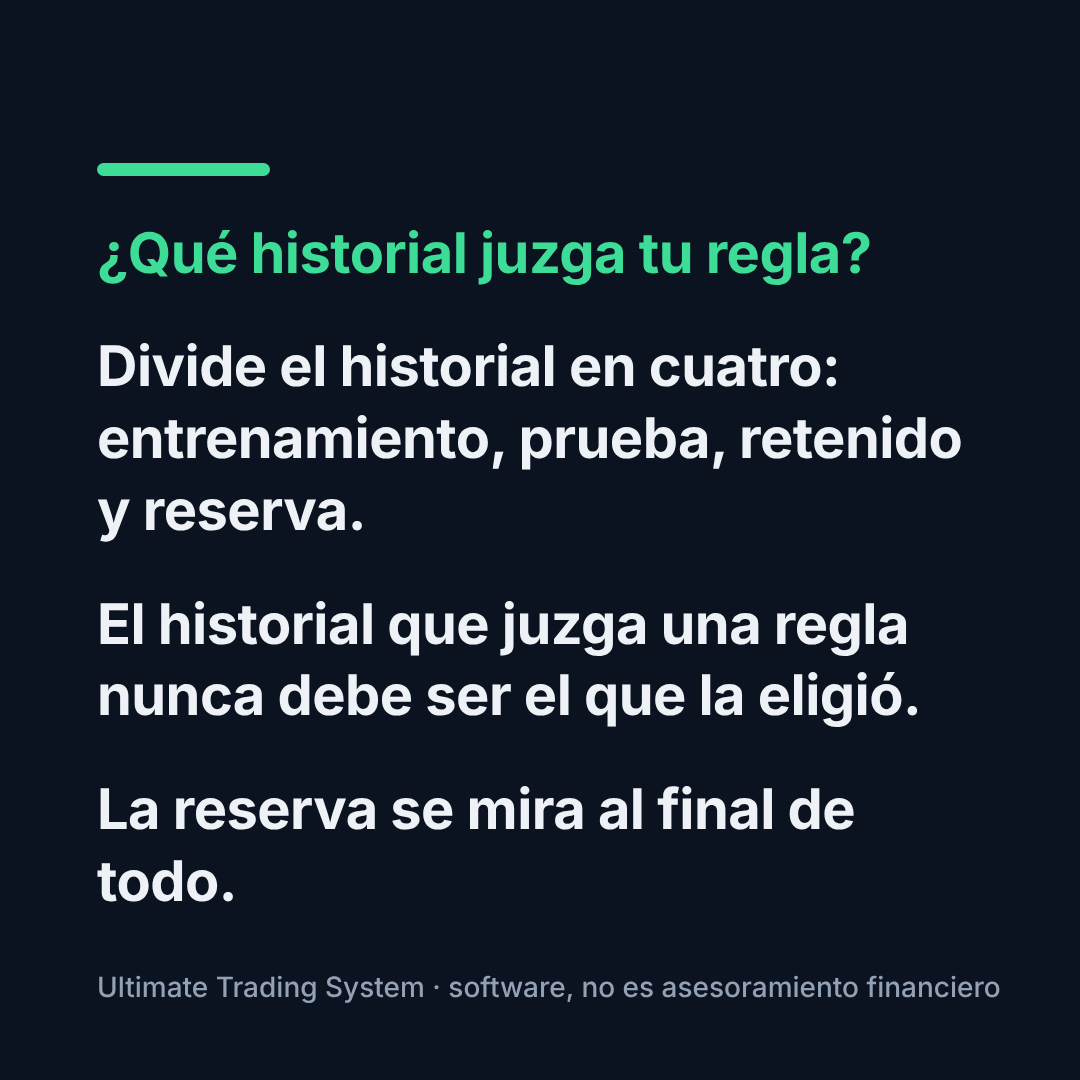 ¿Qué historial juzga tu regla?
Divide el historial en cuatro:
entrenamiento, prueba, retenido
y reserva.
El historial que juzga una regla
nunca debe ser el que la eligió.
La reserva se mira al final de
todo.
Ultimate Trading System · software, no es asesoramiento financiero